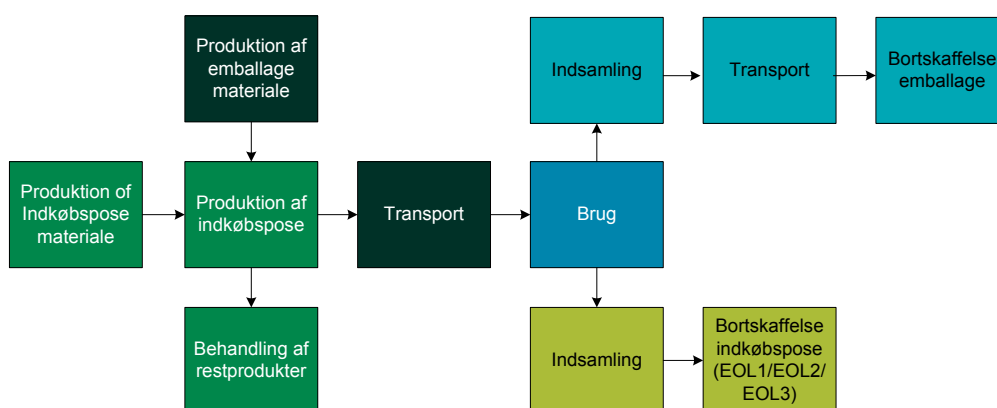 Produktion af
emballage
materiale
Indsamling
Transport
Bortskaffelse
emballage
Produktion of
Indkøbspose
materiale
Produktion af
indkøbspose
Transport
Brug
Behandling af
restprodukter
Indsamling
Bortskaffelse
indkøbspose
(EOL1/EOL2/
EOL3)